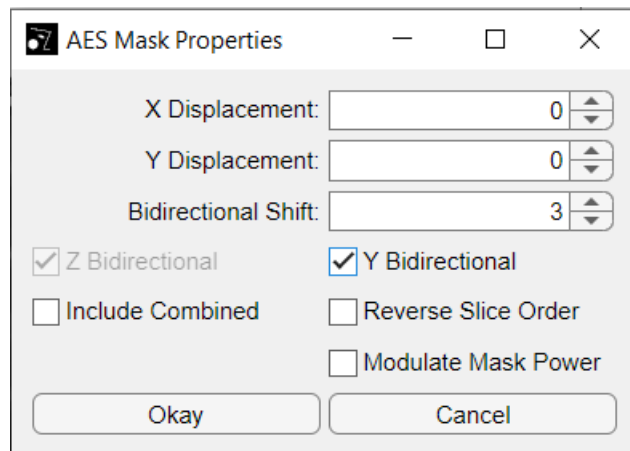 AES Mask Properties
X Displacement: 0
Y Displacement: 0
Bidirectional Shift: 3
Z Bidirectional Y Bidirectional
Include Combined Reverse Slice Order
Modulate Mask Power
Okay Cancel